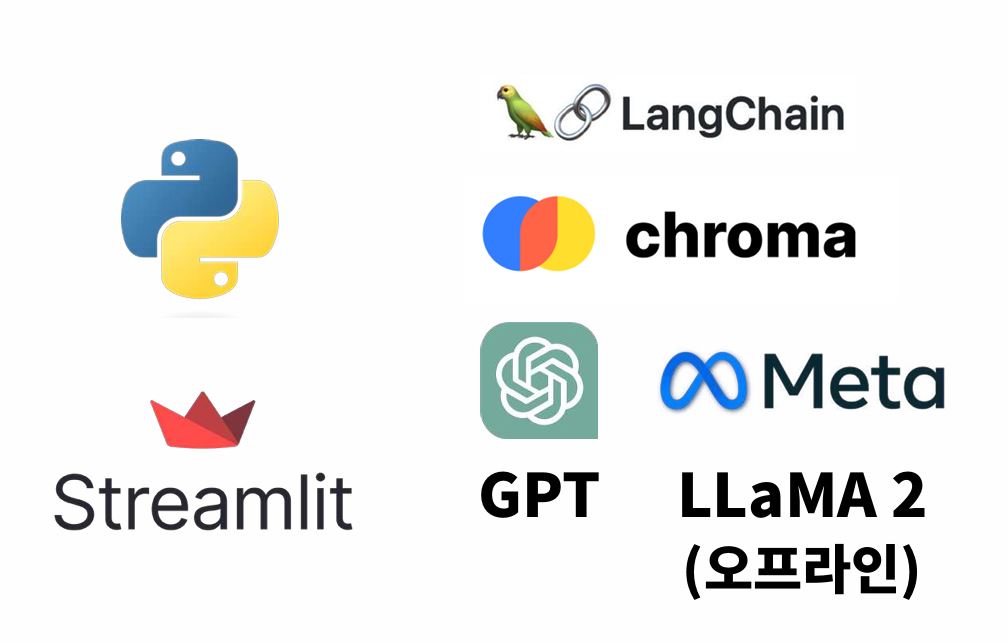 LangChain
chroma
Meta
Streamlit
GPT
LLaMA 2
(오프라인)